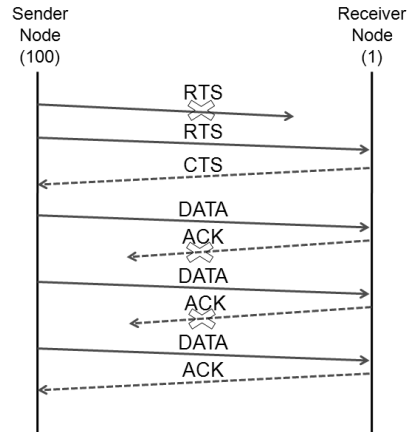 Sender
Node
(100)
Receiver
Node
(1)
RTS
RTS
CTS
DATA
ACK
DATA
ACK
DATA
ACK